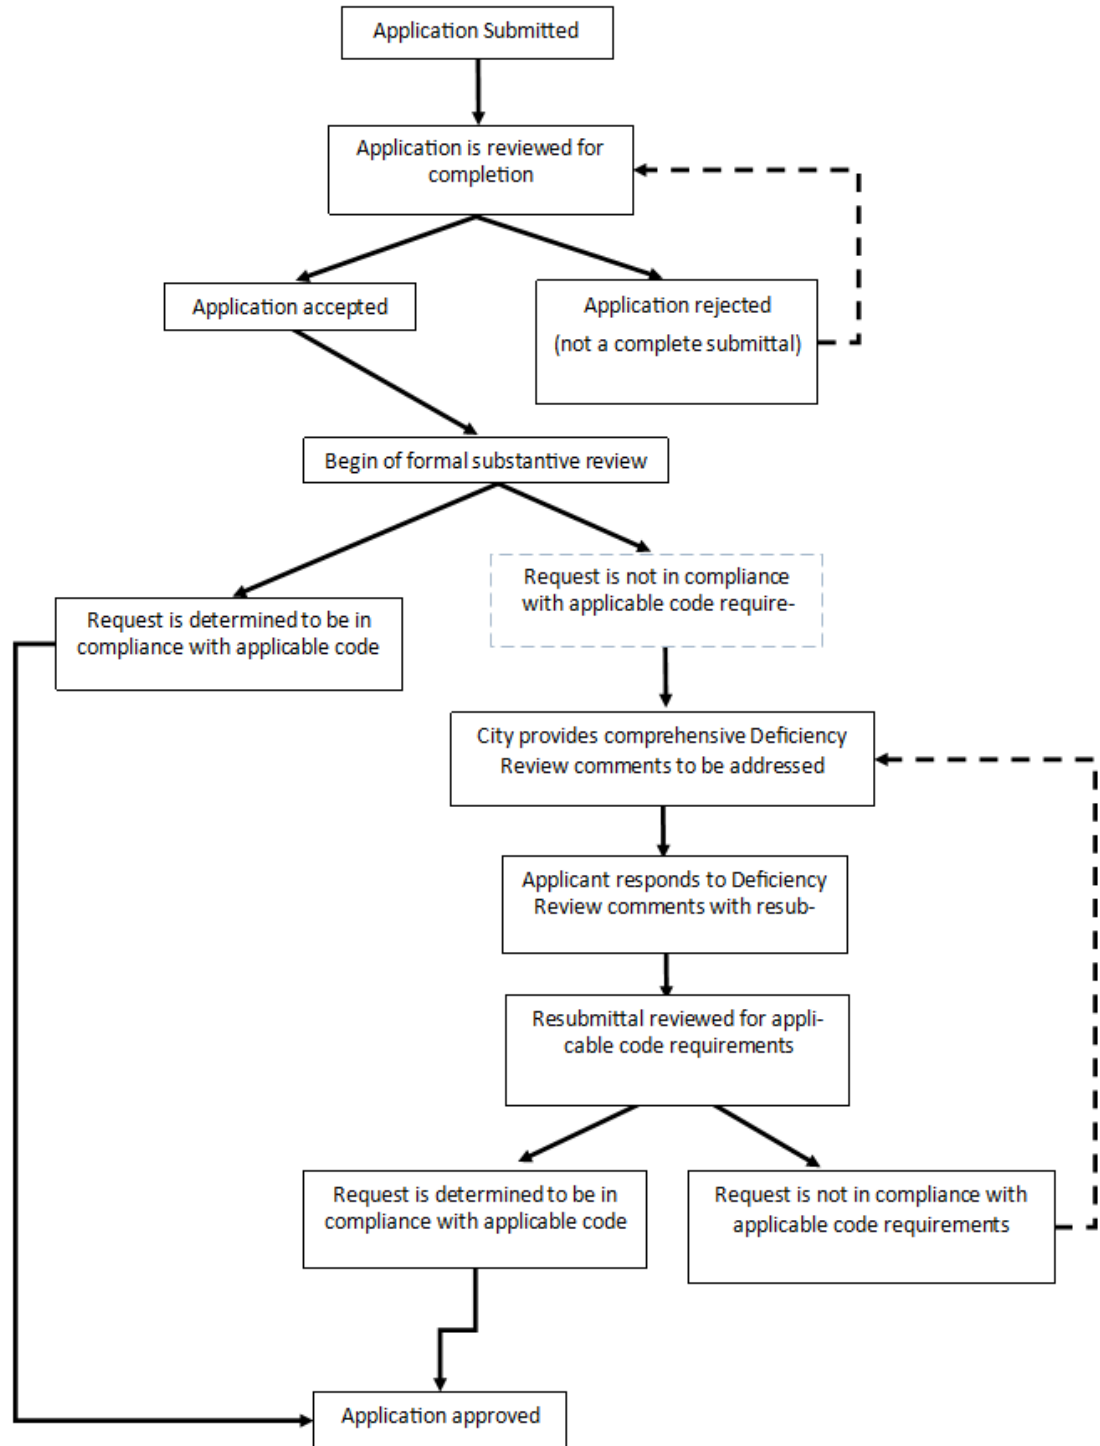 Application Submitted
Application is reviewed for
completion
Application accepted
Application rejected
(not a complete submittal)
Begin of formal substantive review
Request is not in compliance
with applicable code require-
Request is determined to be in
compliance with applicable code
City provides comprehensive Deficiency
Review comments to be addressed
Applicant responds to Deficiency
Review comments with resub-
Resubmittal reviewed for appli-
cable code requirements
Request is determined to be in
compliance with applicable code
Request is not in compliance with
applicable code requirements
Application approved